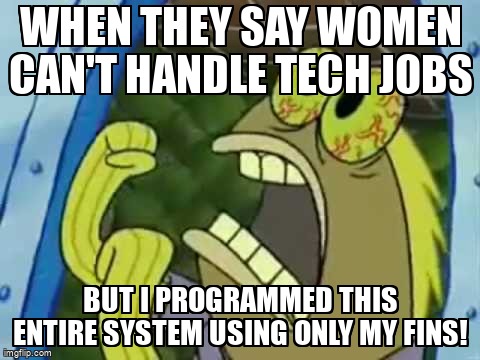 WHEN THEY SAY WOMEN
CAN'T HANDLE TECH JOBS
BUT I PROGRAMMED THIS
ENTIRE SYSTEM USING ONLY MY FINS!
imgflip.com